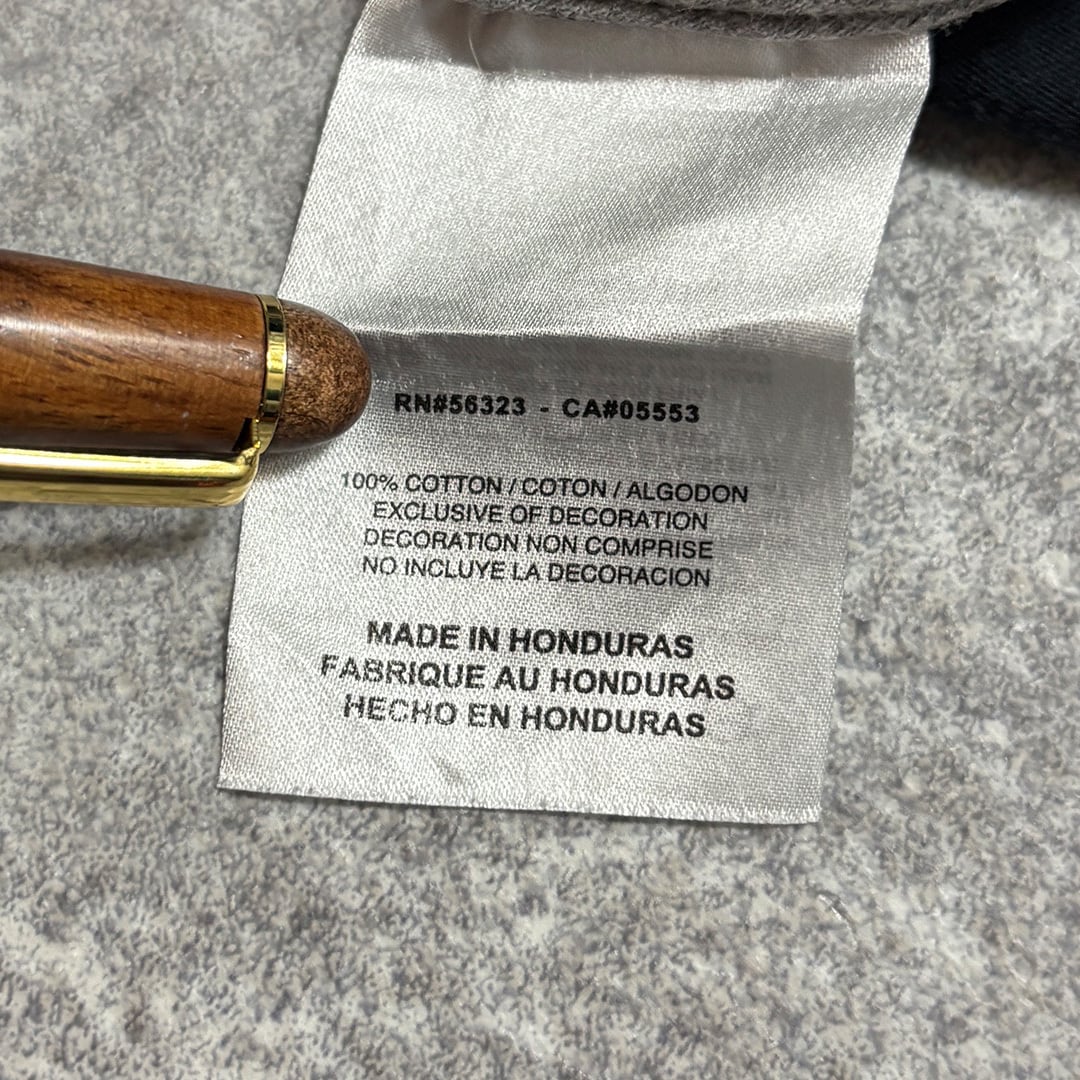 RN#56323 - CA#05553
100% COTTON / COTON / ALGODON
EXCLUSIVE OF DECORATION
DECORATION NON COMPRISE
NO INCLUYE LA DECORACION
MADE IN HONDURAS
FABRIQUE AU HONDURAS
HECHO EN HONDURAS